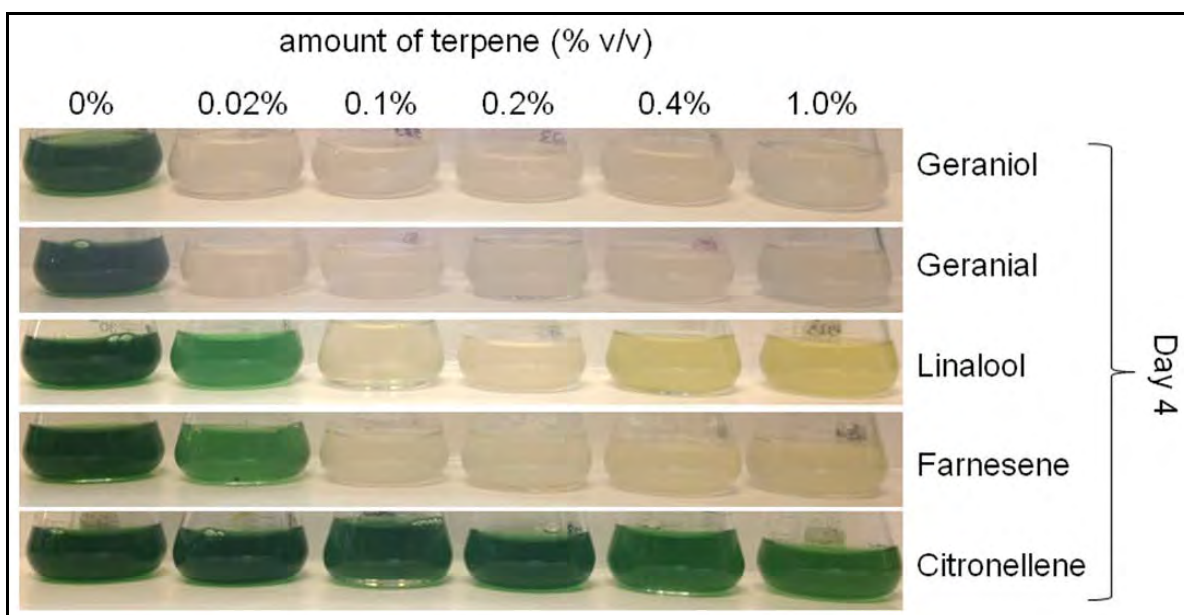 amount of terpene (% v/v)
0% 0.02% 0.1% 0.2% 0.4% 1.0%
Geraniol
Geranial
Linalool
Farnesene
Citronellene
Day 4